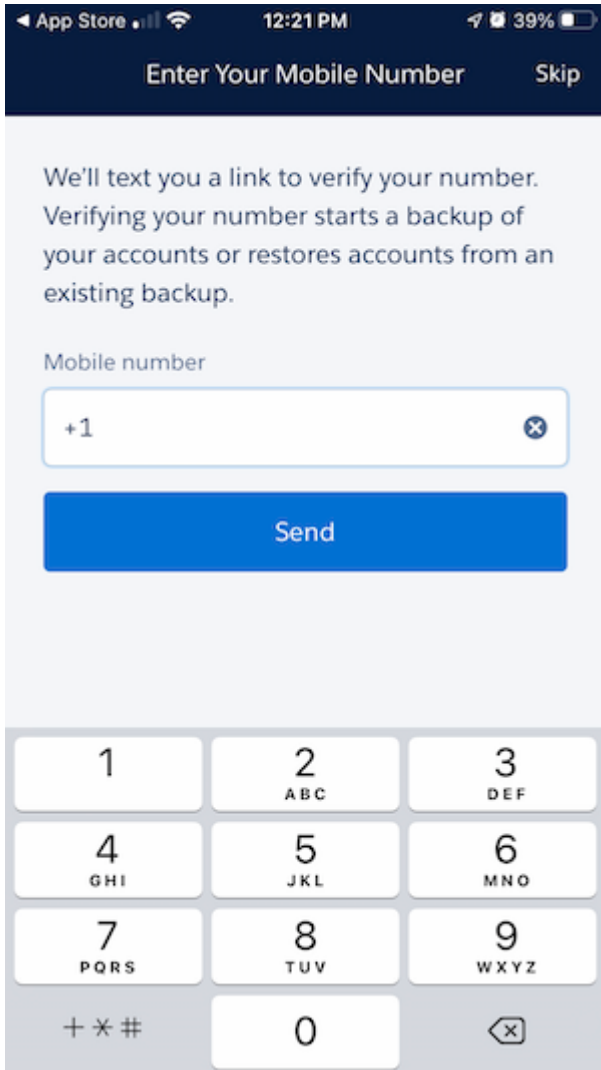 ◀ App Store 12:21 PM 39%
Enter Your Mobile Number Skip
We'll text you a link to verify your number.
Verifying your number starts a backup of
your accounts or restores accounts from an
existing backup.
Mobile number
+1
Send
1 2 3
ABC DEF
4 5 6
GHI JKL MNO
7 8 9
PQRS TUV WXYZ
+*# 0